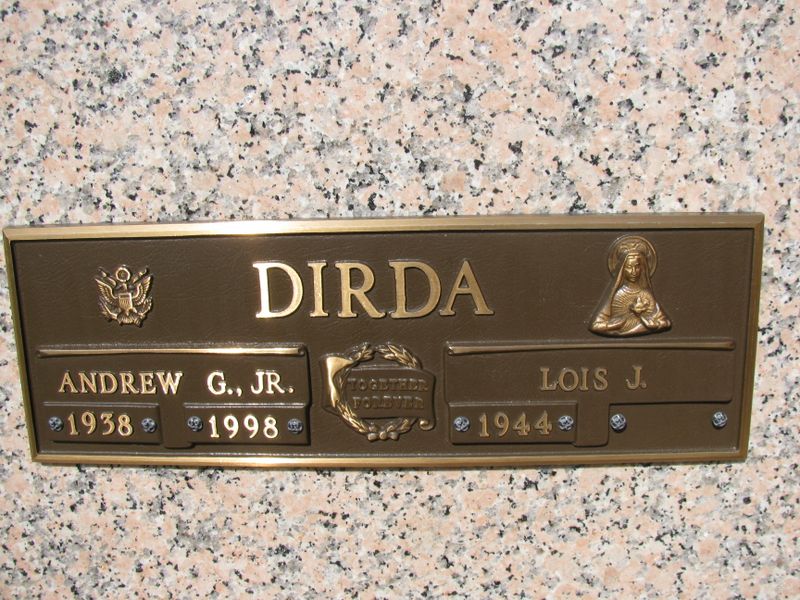 DIRDA
ANDREW G., JR.
1938 1998
TOGETHER
FOREVER
LOIS J.
1944